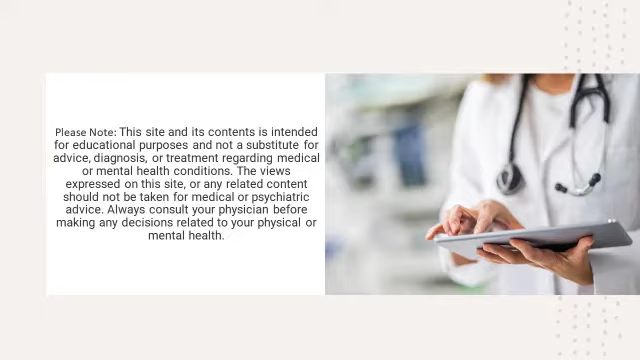 Please Note: This site and its contents is intended
for educational purposes and not a substitute for
advice, diagnosis, or treatment regarding medical
or mental health conditions. The views
expressed on this site, or any related content
should not be taken for medical or psychiatric
advice. Always consult your physician before
making any decisions related to your physical or
mental health.